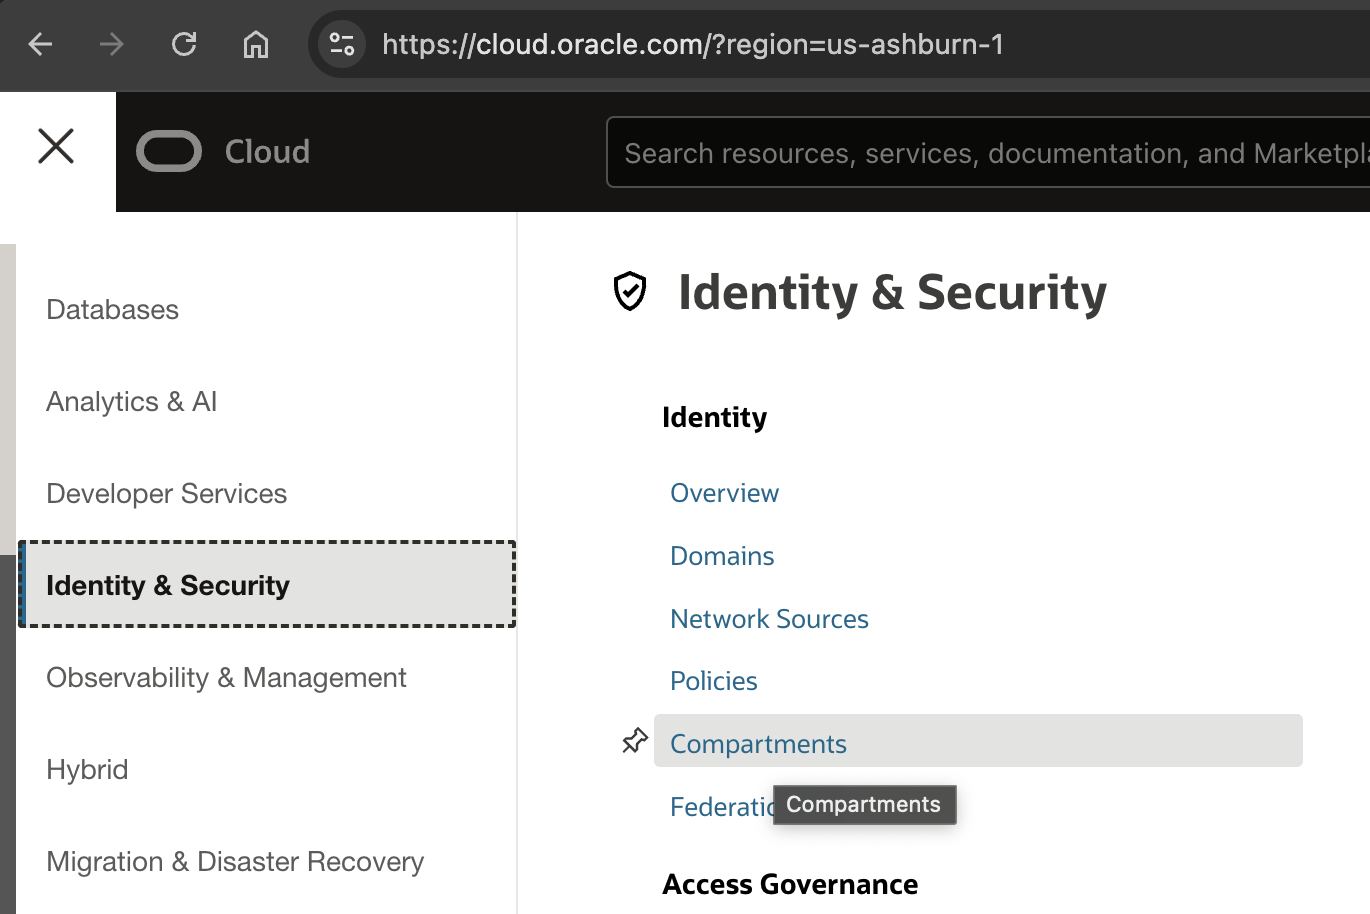 https://cloud.oracle.com/?region=us-ashburn-1
Cloud
Search resources, services, documentation, and Marketpla
Databases
Analytics & AI
Developer Services
Identity & Security
Observability & Management
Hybrid
Migration & Disaster Recovery
Identity & Security
Identity
Overview
Domains
Network Sources
Policies
Compartments
Federatio
Compartments
Access Governance